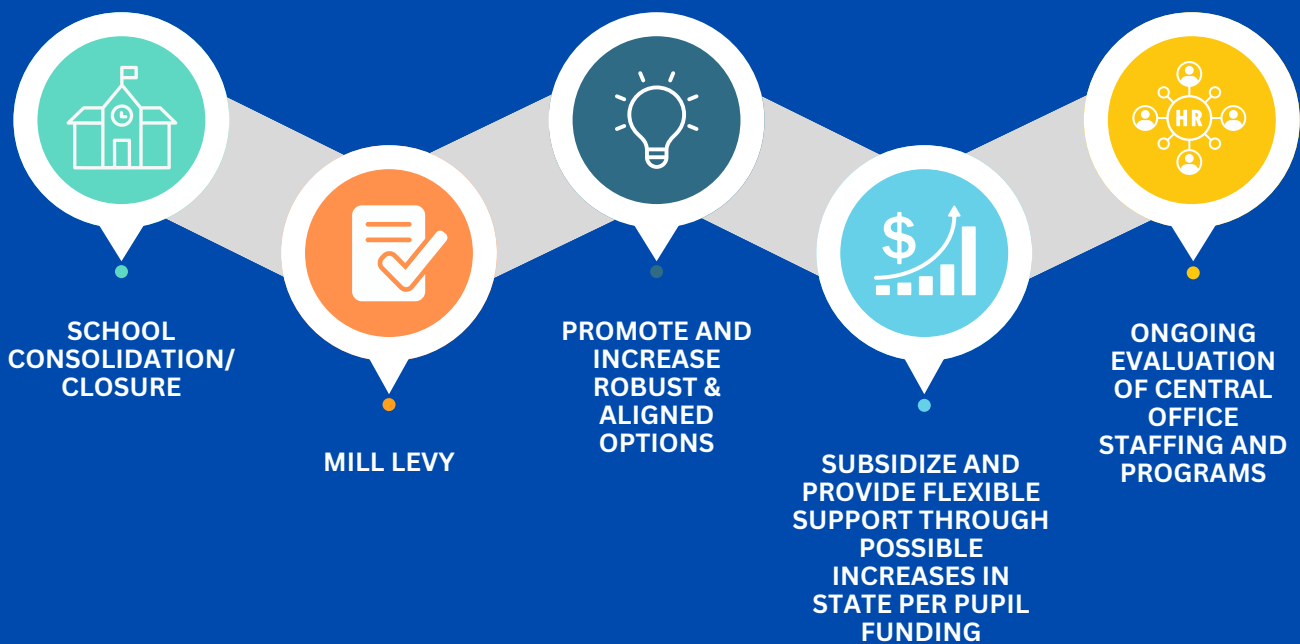 SCHOOL
CONSOLIDATION/
CLOSURE
MILL LEVY
PROMOTE AND
INCREASE
ROBUST &
ALIGNED
OPTIONS
$
SUBSIDIZE AND
PROVIDE FLEXIBLE
SUPPORT THROUGH
POSSIBLE
INCREASES IN
STATE PER PUPIL
FUNDING
HR
ONGOING
EVALUATION
OF CENTRAL
OFFICE
STAFFING AND
PROGRAMS